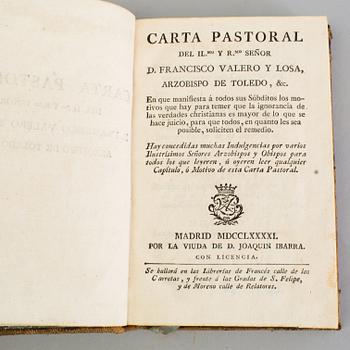 CARTA PASTORAL
DEL IL.MO Y R.MO SEÑOR
D. FRANCISCO VALERO Y LOSA,
ARZOBISPO DE TOLEDO, &c.
En que manifiesta á todos sus Súbditos los motivos que hay para temer que la ignorancia de
las verdades christianas es mayor de lo que se
hace juicio, para que todos, en quanto les sea
posible, soliciten el remedio.
Hay concedidas muchas Indulgencias por varios
Ilustrísimos Señores Arzobispos y Obispos para
todos los que leyeren, ú oyeren leer qualquier
Capítulo, ó Motivo de esta Carta Pastoral.
MADRID MDCCLXXXXI.
POR LA VIUDA DE D. JOAQUIN IBARRA.
CON LICENCIA.
Se hallará en las Librerías de Francés calle de las
Carretas, y frente á las Gradas de S. Felipe,
y de Moreno calle de Relatores.